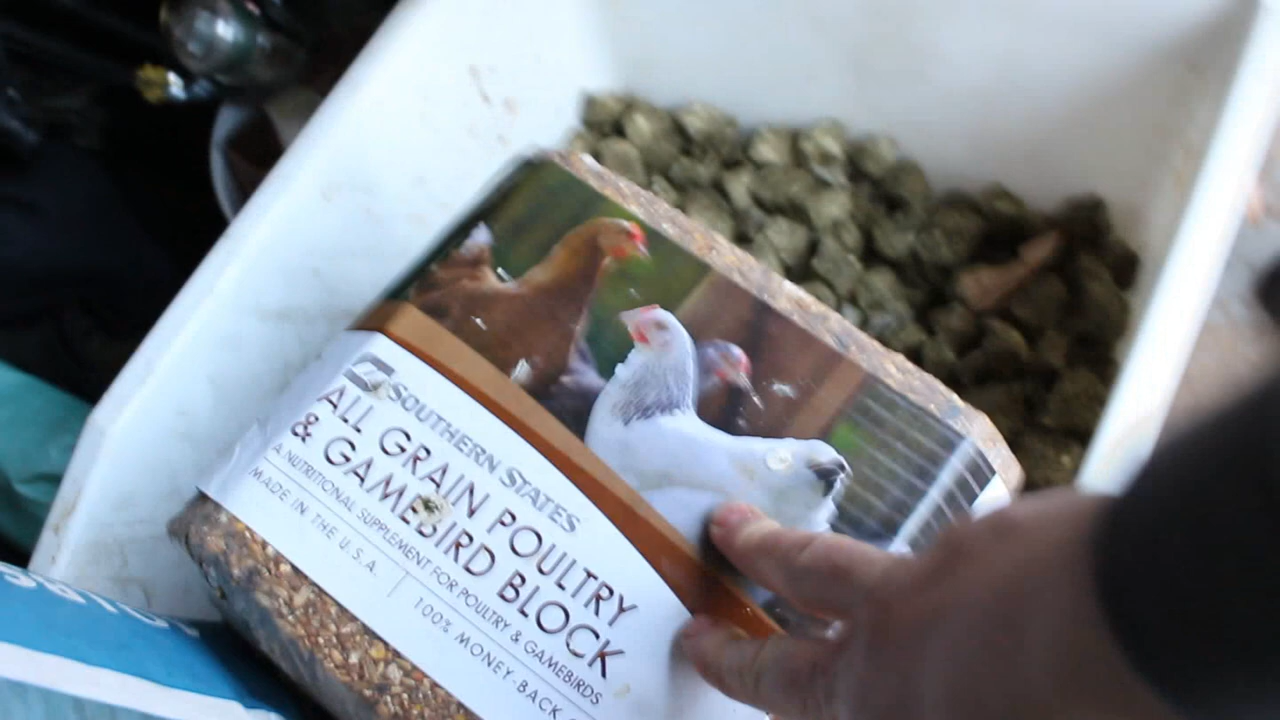 SOUTHERN STATES
ALL GRAIN POULTRY
& GAMEBIRD BLOCK
A NUTRITIONAL SUPPLEMENT FOR POULTRY & GAMEBIRDS
MADE IN THE U.S.A. | 100% MONEY-BACK